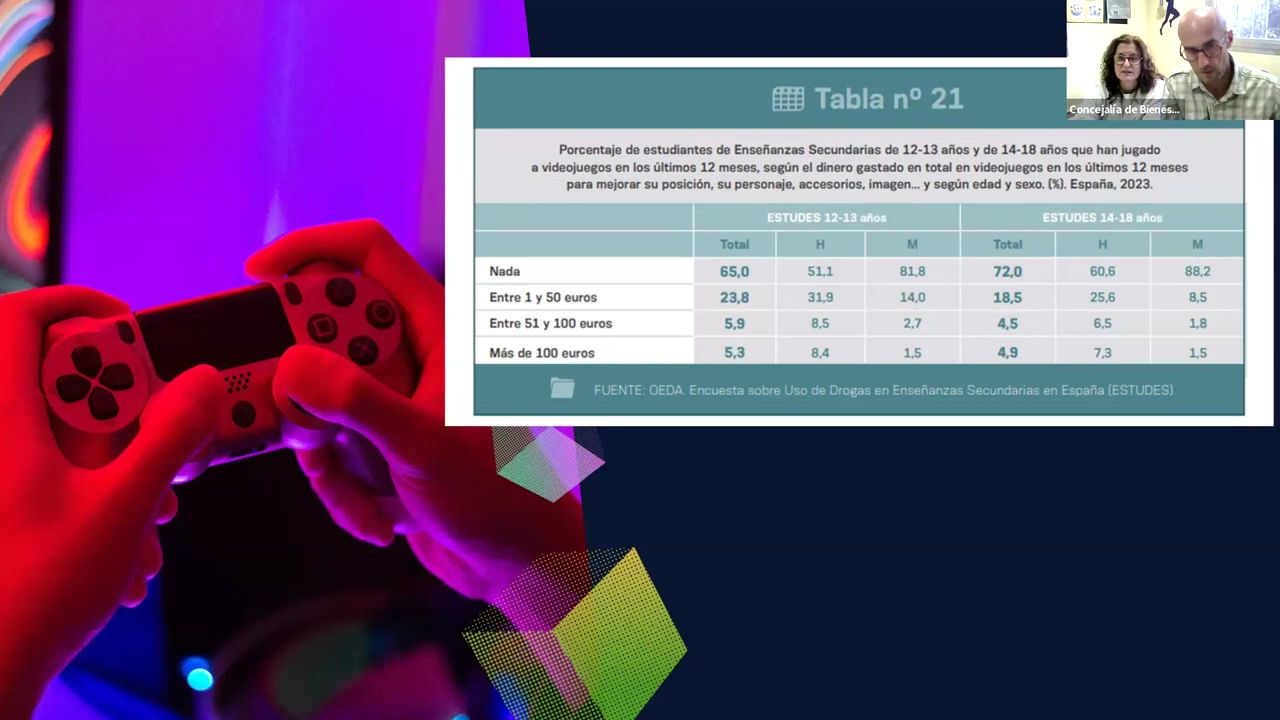 Concejalía de Bienes...
Tabla nº 21
Porcentaje de estudiantes de Enseñanzas Secundarias de 12-13 años y de 14-18 años que han jugado
a videojuegos en los últimos 12 meses, según el dinero gastado en total en videojuegos en los últimos 12 meses
para mejorar su posición, su personaje, accesorios, imagen... y según edad y sexo. (%). España, 2023.
ESTUDES 12-13 años ESTUDES 14-18 años
Total H M Total H M
Nada 65,0 51,1 81,8 72,0 60,6 88,2
Entre 1 y 50 euros 23,8 31,9 14,0 18,5 25,6 8,5
Entre 51 y 100 euros 5,9 8,5 2,7 4,5 6,5 1,8
Más de 100 euros 5,3 8,4 1,5 4,9 7,3 1,5
FUENTE: OEDA. Encuesta sobre Uso de Drogas en Enseñanzas Secundarias en España (ESTUDES).